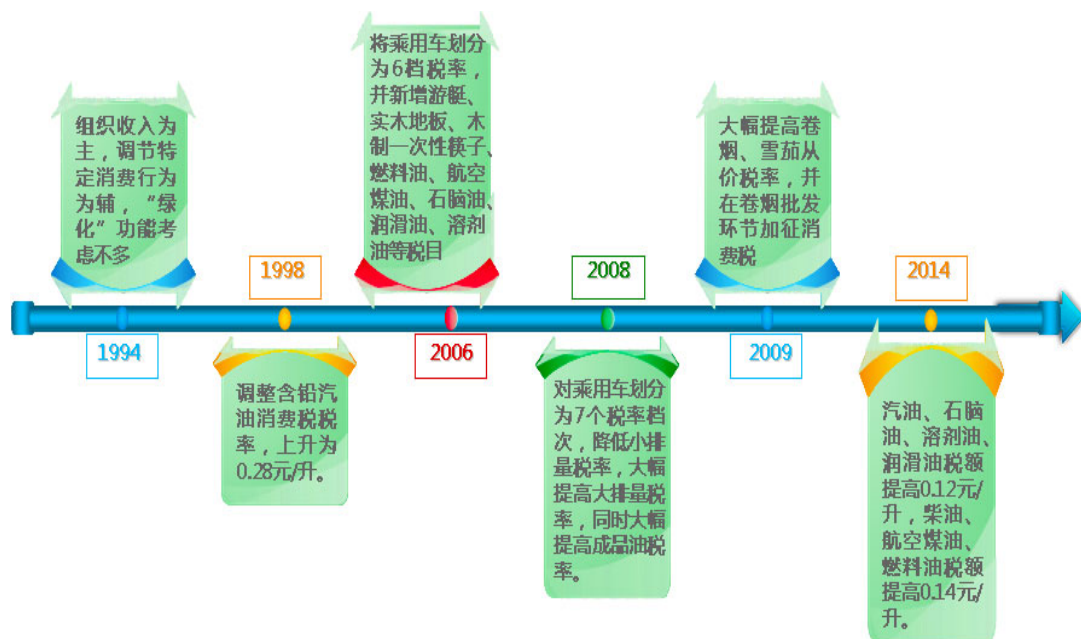 组织收入为
主，调节特
定消费行为
为辅，“绿
化”功能考
虑不多
1994
1998
调整含铅汽
油消费税税
率，上升为
0.28元/升。
将乘用车划分
为6档税率，
并新增游艇、
实木地板、木
制一次性筷子、
燃料油、航空
煤油、石脑油、
润滑油、溶剂
油等税目
2006
2008
对乘用车划分
为7个税率档
次，降低小排
量税率，大幅
提高大排量税
率，同时大幅
提高成品油税
率。
大幅提高卷
烟、雪茄从
价税率，并
在卷烟批发
环节加征消
费税
2009
2014
汽油、石脑
油、溶剂油、
润滑油税额
提高0.12元/
升，柴油、
航空煤油、
燃料油税额
提高0.14元/
升。